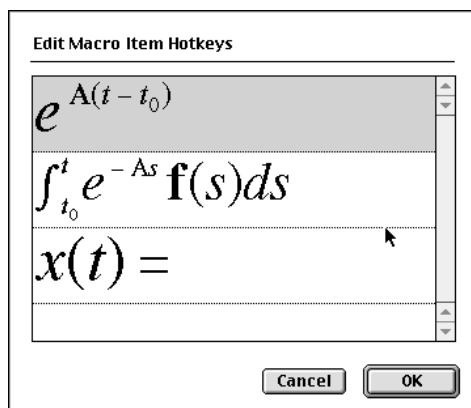 Edit Macro Item Hotkeys
e^{A(t − t_0)}
∫_{t_0}^{t} e^{− As} f(s)ds
x(t) =
Cancel OK